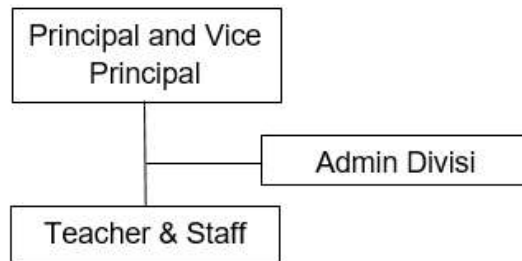 Principal and Vice
Principal
Admin Divisi
Teacher & Staff